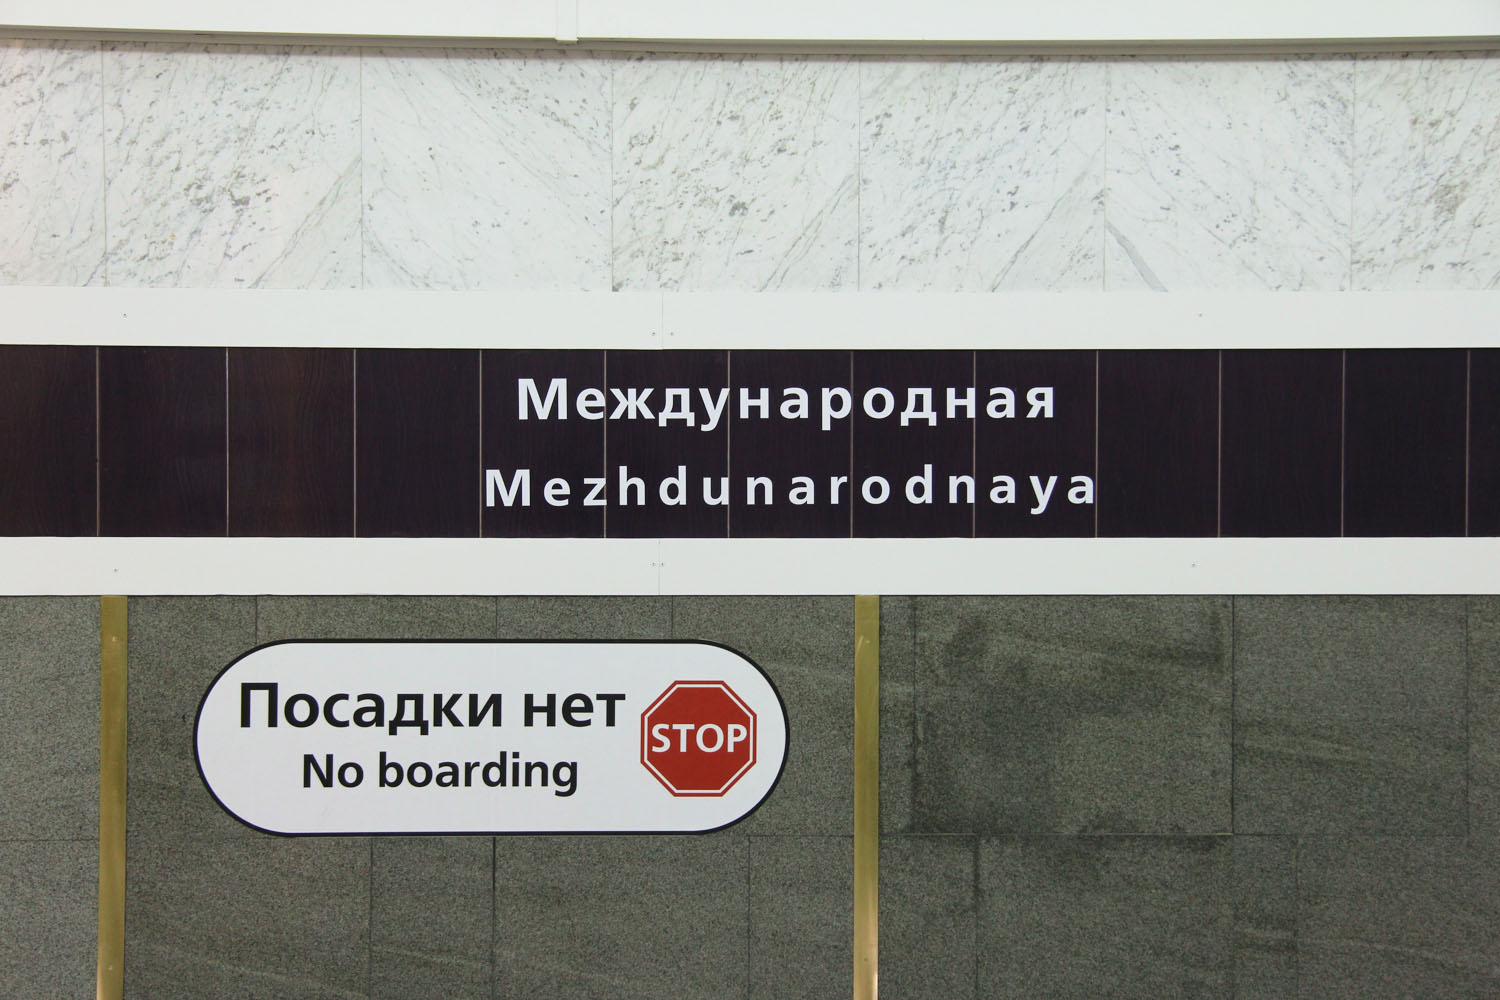 Международная
Mezhdunarodnaya
Посадки нет
No boarding
STOP